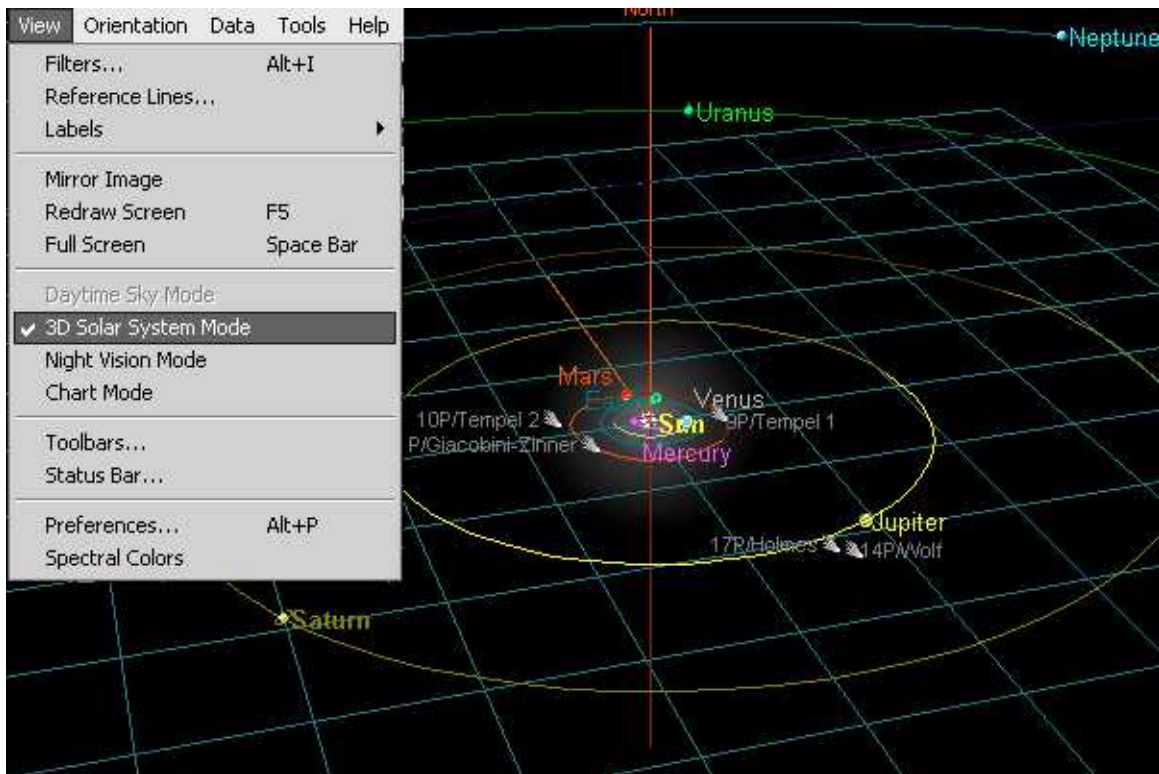 View Orientation Data Tools Help
Filters... Alt+I
Reference Lines...
Labels
Mirror Image
Redraw Screen F5
Full Screen Space Bar
Daytime Sky Mode
3D Solar System Mode
Night Vision Mode
Chart Mode
Toolbars...
Status Bar...
Preferences... Alt+P
Spectral Colors
North
Neptune
Uranus
Mars
Venus
10P/Tempel 2
Sun
9P/Tempel 1
P/Giacobini-Zinner
Mercury
Jupiter
17P/Holmes
14P/Wolf
Saturn